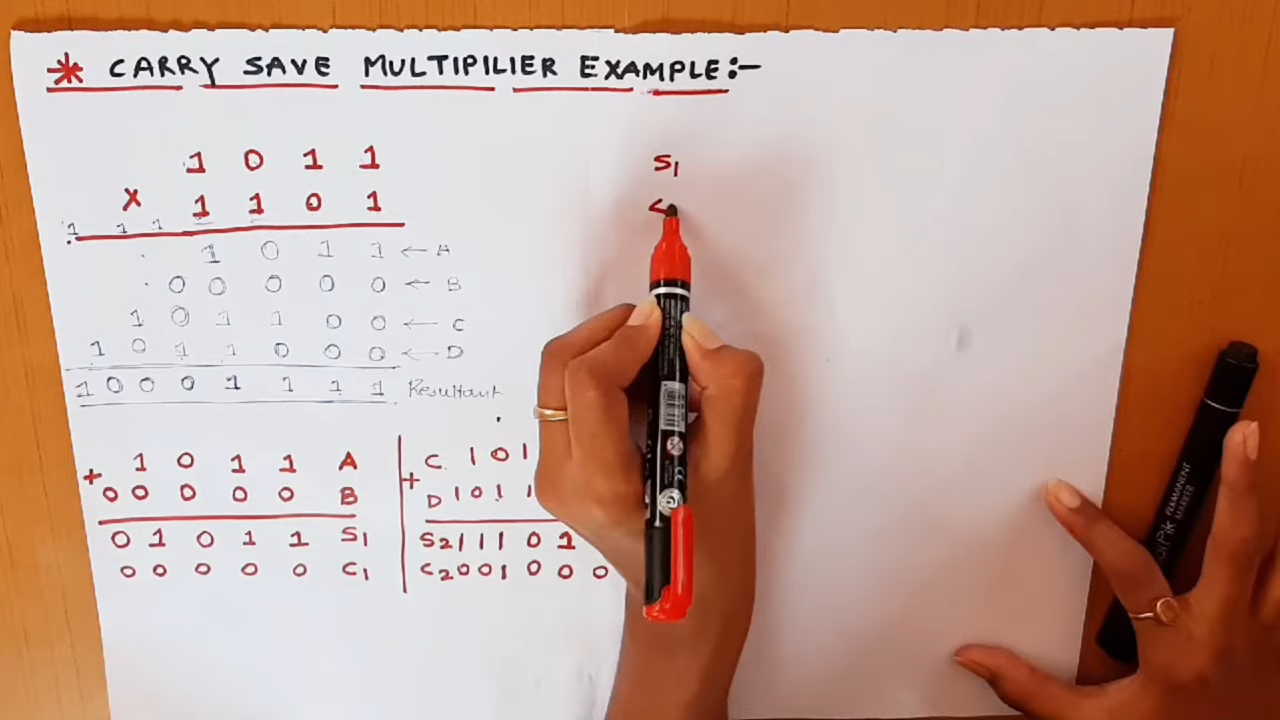 * CARRY SAVE MULTIPILIER EXAMPLE:-
1 0 1 1
X 1 1 0 1
1 1 1
1 0 1 1 ← A
0 0 0 0 0 ← B
1 0 1 1 0 0 ← C
1 0 1 1 0 0 0 ← D
1 0 0 0 1 1 1 1 Resultant
+ 1 0 1 1 A
0 0 0 0 0 B
0 1 0 1 1 S1
0 0 0 0 0 C1
+ C 1 0 1
D 1 0 1 1
S2 1 1 1 0 1
C2 0 0 1 0 0 0
S1
PERMANENT MARKER